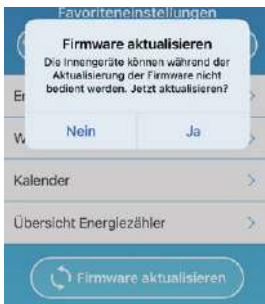 Favoriteneinstellungen
Firmware aktualisieren
Die Innengeräte können während der
Aktualisierung der Firmware nicht
bedient werden. Jetzt aktualisieren?
Nein
Ja
Kalender
Übersicht Energiezähler
Firmware aktualisieren